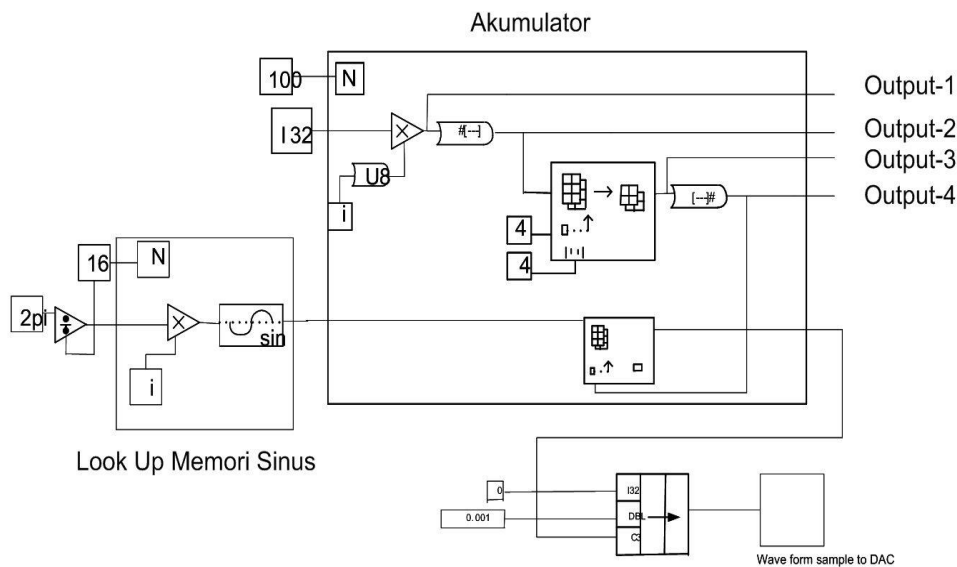 Akumulator
100
N
Output-1
I32
X
#[---]
Output-2
Output-3
U8
[---]#
Output-4
i
4
4
16
N
2pi
÷
X
sin
i
Look Up Memori Sinus
0
I32
0.001
DBL
C3
Wave form sample to DAC